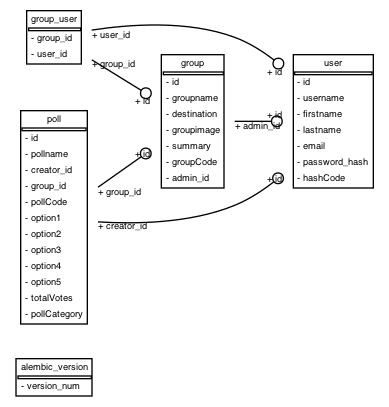 group_user
- group_id
- user_id
+ user_id
+ group_id
+ id
+ id
group
- id
- groupname
- destination
- groupimage
- summary
- groupCode
- admin_id
+ id
+ admin_id
user
- id
- username
- firstname
- lastname
- email
- password_hash
- hashCode
poll
- id
- pollname
- creator_id
- group_id
- pollCode
- option1
- option2
- option3
- option4
- option5
- totalVotes
- pollCategory
+ id
+ group_id
+ id
+ creator_id
alembic_version
- version_num